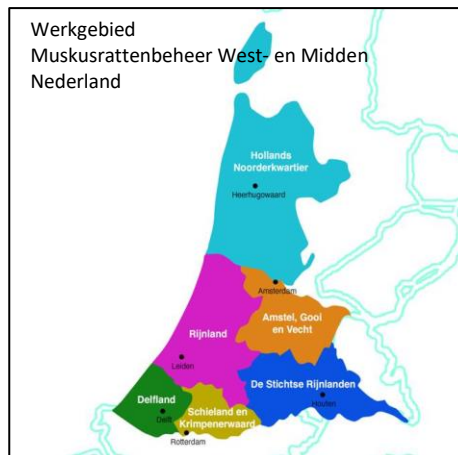 Werkgebied
Muskusrattenbeheer West- en Midden
Nederland
Hollands
Noorderkwartier
Heerhugowaard
Amsterdam
Amstel, Gooi
en Vecht
Rijnland
Leiden
De Stichtse Rijnlanden
Houten
Delfland
Delft
Schieland en
Krimpenerwaard
Rotterdam